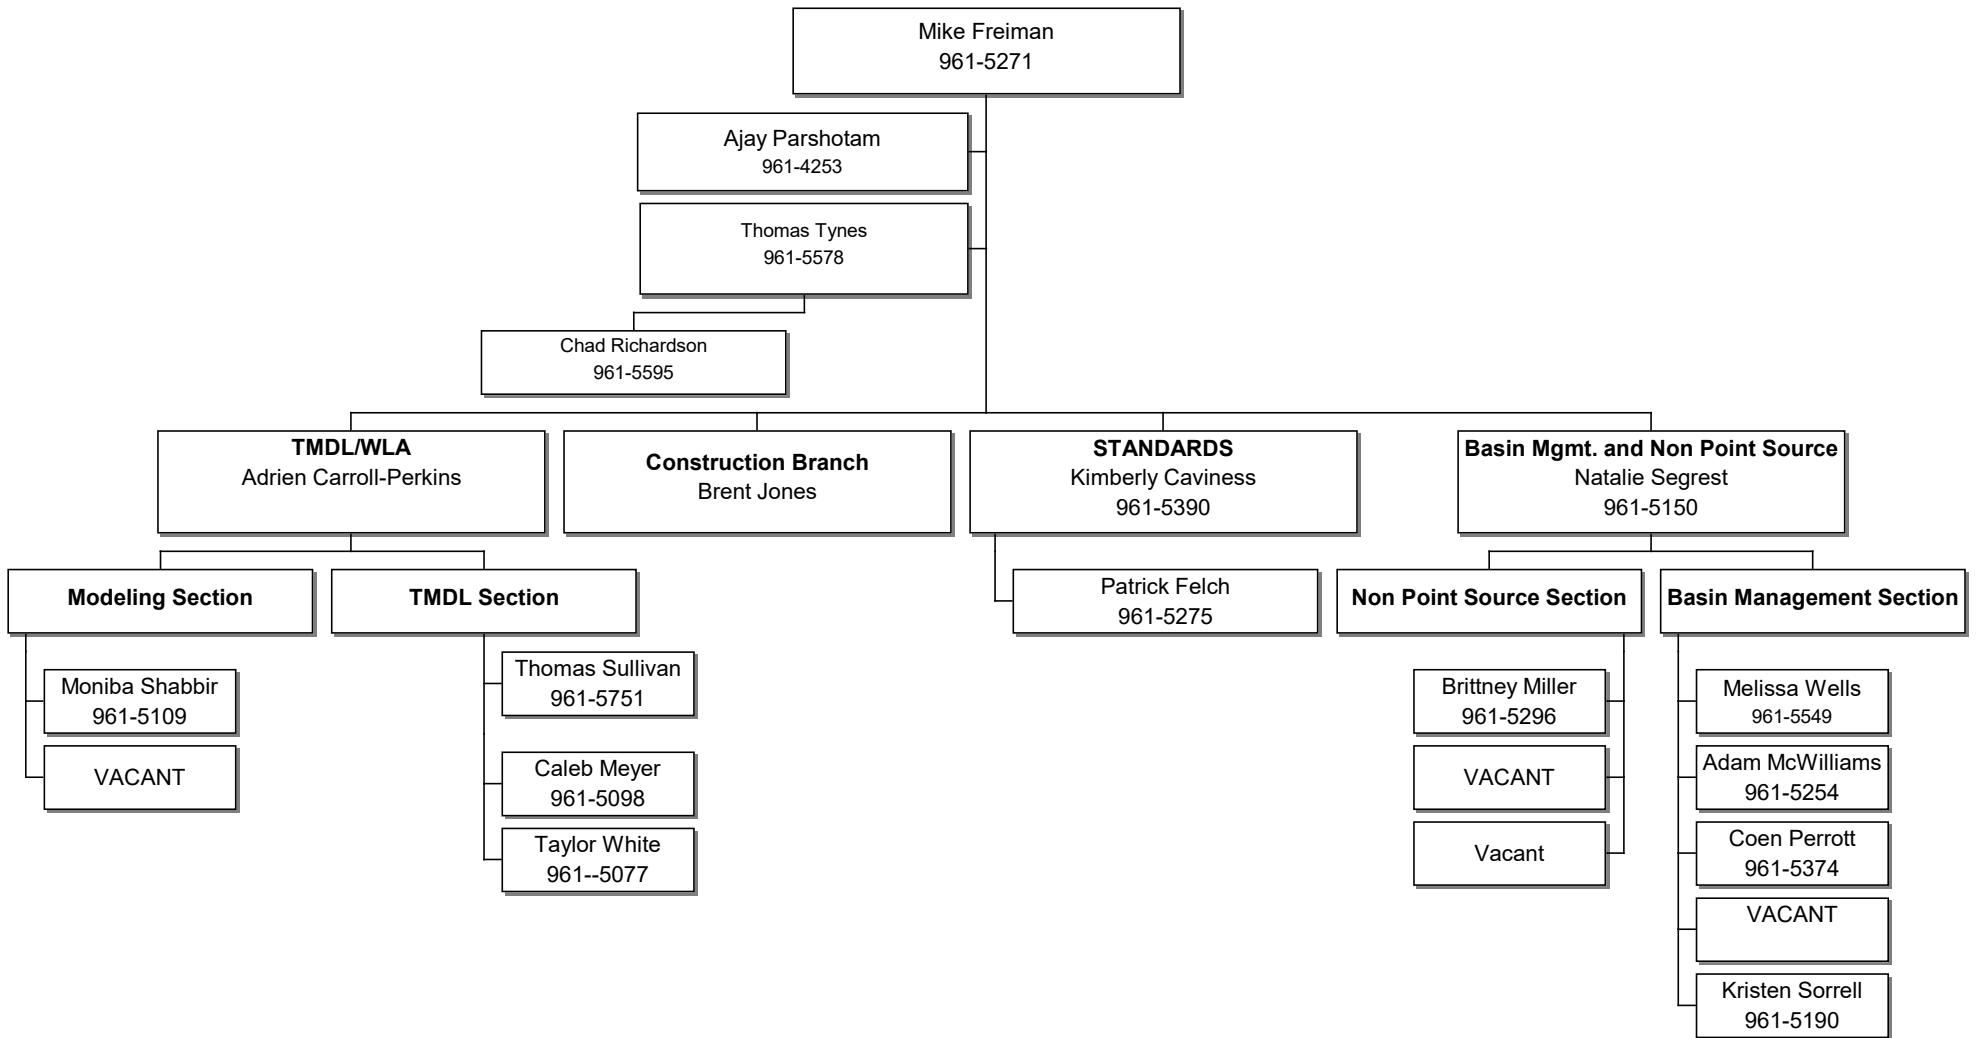 Mike Freiman
961-5271
Ajay Parshotam
961-4253
Thomas Tynes
961-5578
Chad Richardson
961-5595
TMDL/WLA
Adrien Carroll-Perkins
Construction Branch
Brent Jones
STANDARDS
Kimberly Caviness
961-5390
Basin Mgmt. and Non Point Source
Natalie Segrest
961-5150
Modeling Section
TMDL Section
Patrick Felch
961-5275
Non Point Source Section
Basin Management Section
Moniba Shabbir
961-5109
VACANT
Thomas Sullivan
961-5751
Caleb Meyer
961-5098
Taylor White
961--5077
Brittney Miller
961-5296
VACANT
Vacant
Melissa Wells
961-5549
Adam McWilliams
961-5254
Coen Perrott
961-5374
VACANT
Kristen Sorrell
961-5190